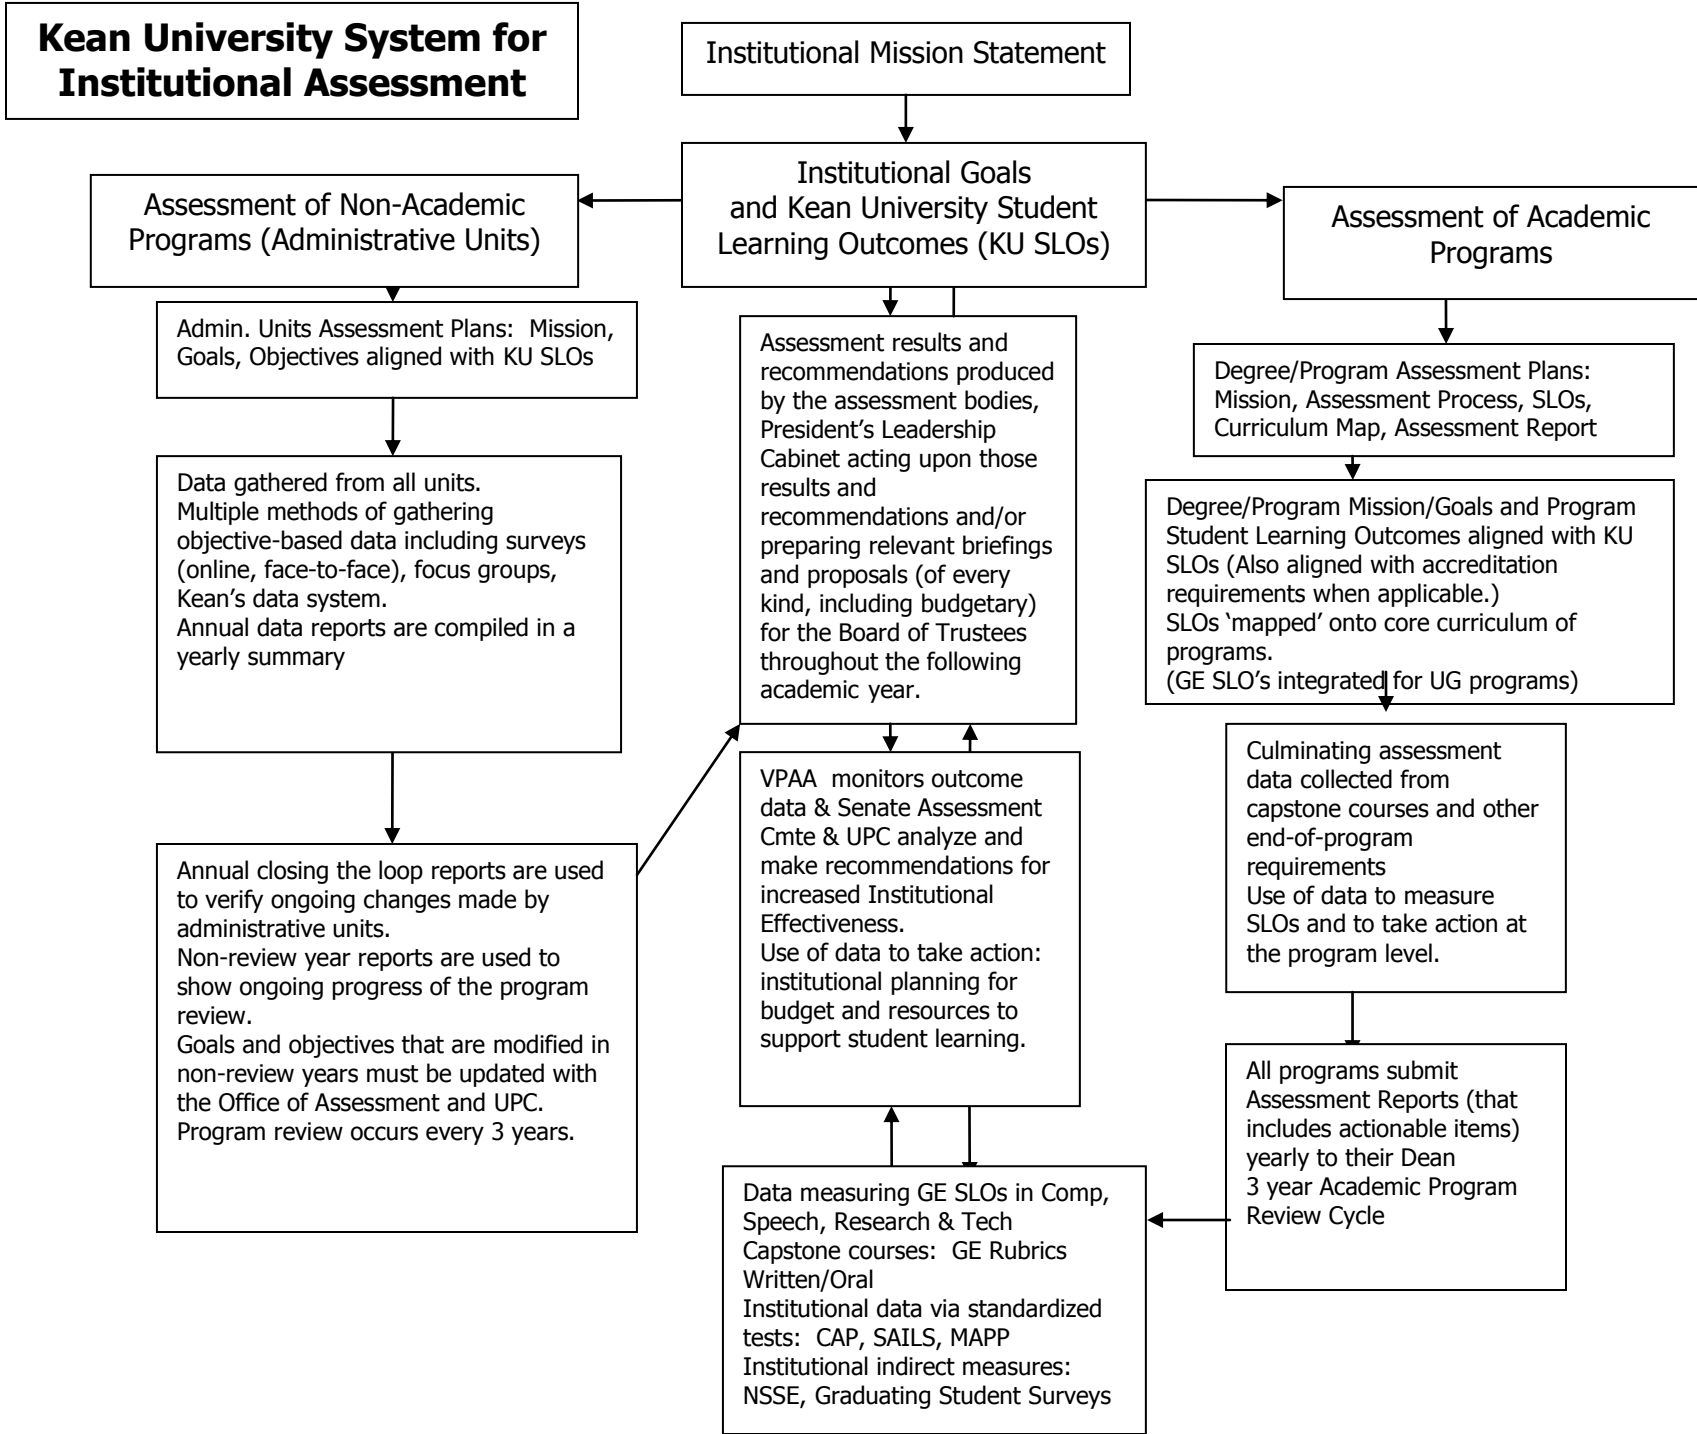 Kean University System for
Institutional Assessment
Institutional Mission Statement
Institutional Goals
and Kean University Student
Learning Outcomes (KU SLOs)
Assessment of Non-Academic
Programs (Administrative Units)
Assessment of Academic
Programs
Admin. Units Assessment Plans:  Mission,
Goals, Objectives aligned with KU SLOs
Data gathered from all units.
Multiple methods of gathering
objective-based data including surveys
(online, face-to-face), focus groups,
Kean’s data system.
Annual data reports are compiled in a
yearly summary
Annual closing the loop reports are used
to verify ongoing changes made by
administrative units.
Non-review year reports are used to
show ongoing progress of the program
review.
Goals and objectives that are modified in
non-review years must be updated with
the Office of Assessment and UPC.
Program review occurs every 3 years.
Assessment results and
recommendations produced
by the assessment bodies,
President’s Leadership
Cabinet acting upon those
results and
recommendations and/or
preparing relevant briefings
and proposals (of every
kind, including budgetary)
for the Board of Trustees
throughout the following
academic year.
VPAA  monitors outcome
data & Senate Assessment
Cmte & UPC analyze and
make recommendations for
increased Institutional
Effectiveness.
Use of data to take action:
institutional planning for
budget and resources to
support student learning.
Data measuring GE SLOs in Comp,
Speech, Research & Tech
Capstone courses:  GE Rubrics
Written/Oral
Institutional data via standardized
tests:  CAP, SAILS, MAPP
Institutional indirect measures:
NSSE, Graduating Student Surveys
Degree/Program Assessment Plans:
Mission, Assessment Process, SLOs,
Curriculum Map, Assessment Report
Degree/Program Mission/Goals and Program
Student Learning Outcomes aligned with KU
SLOs (Also aligned with accreditation
requirements when applicable.)
SLOs ‘mapped’ onto core curriculum of
programs.
(GE SLO’s integrated for UG programs)
Culminating assessment
data collected from
capstone courses and other
end-of-program
requirements
Use of data to measure
SLOs and to take action at
the program level.
All programs submit
Assessment Reports (that
includes actionable items)
yearly to their Dean
3 year Academic Program
Review Cycle